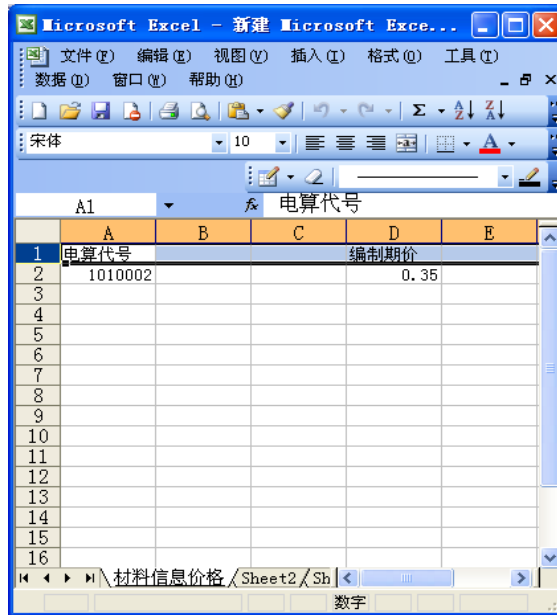 Microsoft Excel - 新建 Microsoft Exce...
文件(F) 编辑(E) 视图(V) 插入(I) 格式(O) 工具(T)
数据(D) 窗口(W) 帮助(H)
宋体 10
A1 fx 电算代号
A B C D E
1 电算代号 编制期价
2 1010002 0.35
3
4
5
6
7
8
9
10
11
12
13
14
15
16
材料信息价格 Sheet2 Sh
数字